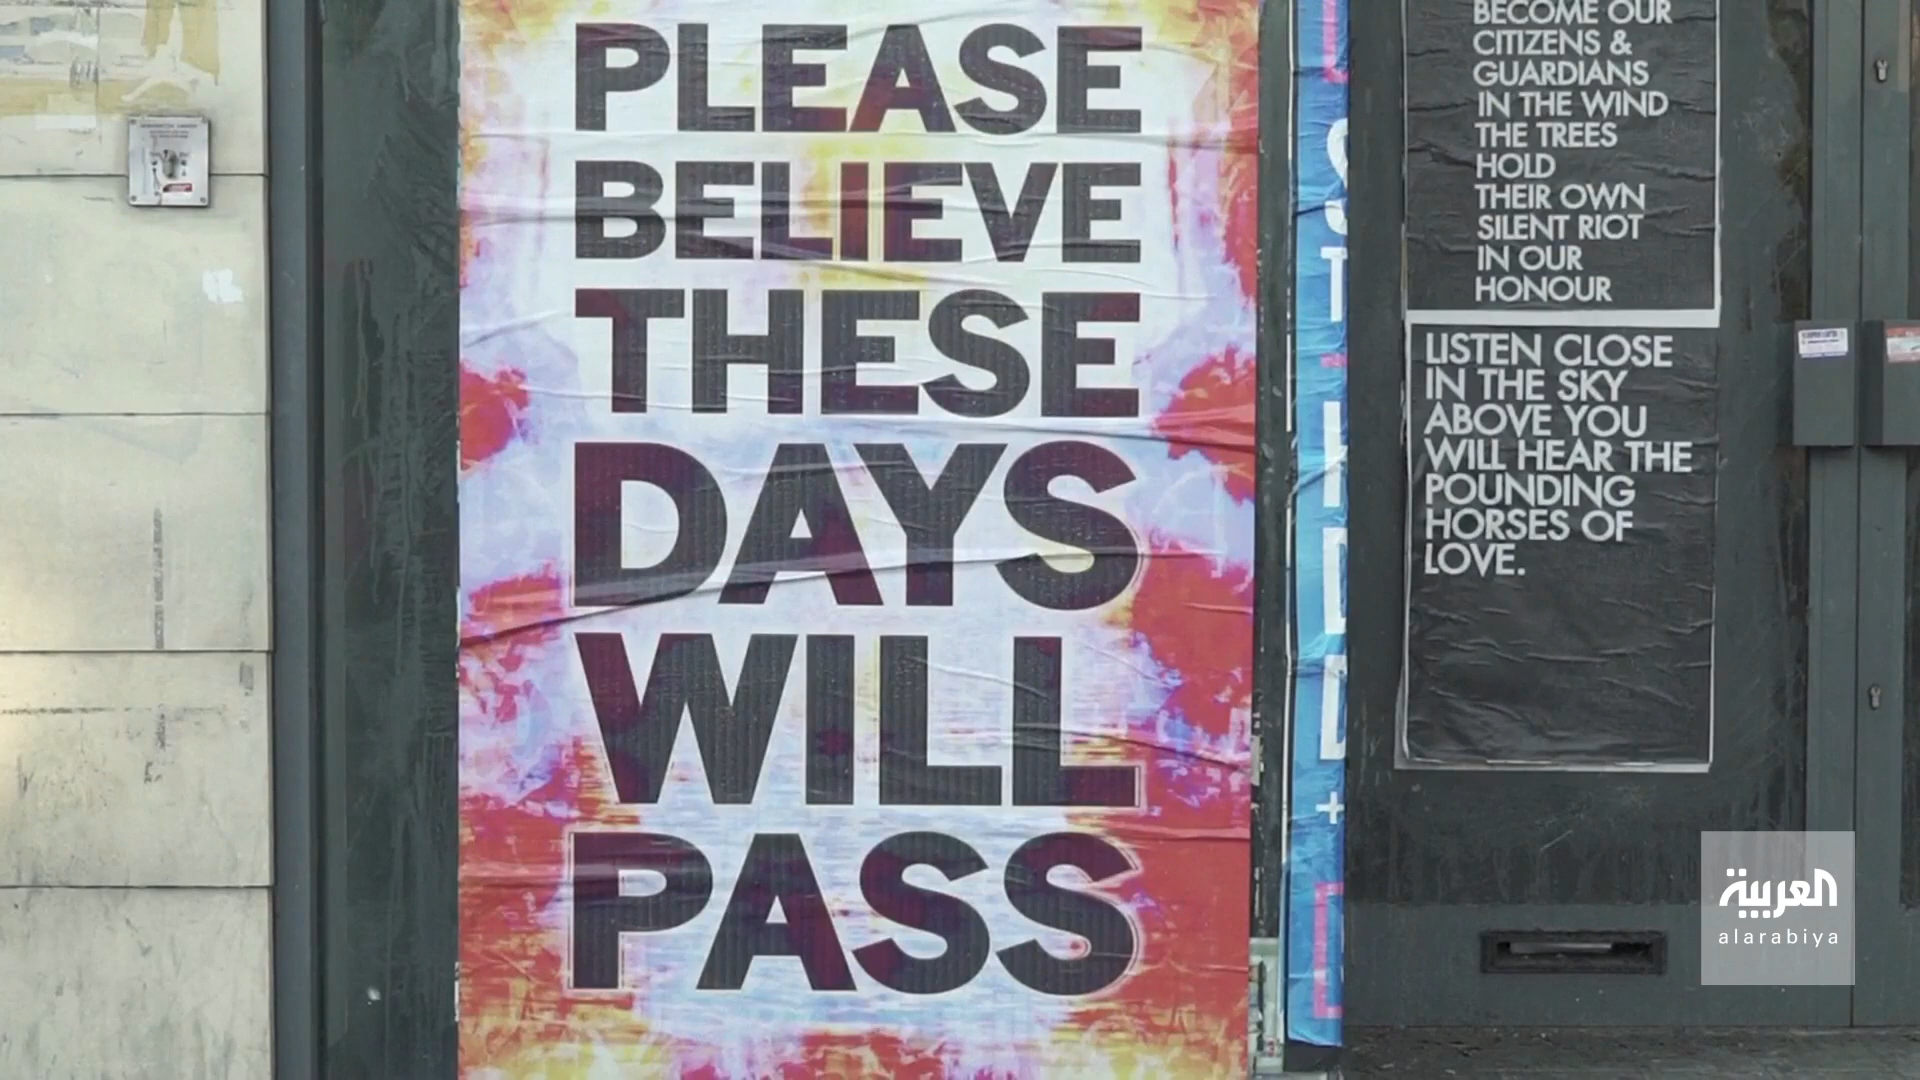 PLEASE
BELIEVE
THESE
DAYS
WILL
PASS
BECOME OUR
CITIZENS &
GUARDIANS
IN THE WIND
THE TREES
HOLD
THEIR OWN
SILENT RIOT
IN OUR
HONOUR
LISTEN CLOSE
IN THE SKY
ABOVE YOU
WILL HEAR THE
POUNDING
HORSES OF
LOVE.
العربية
alarabiya